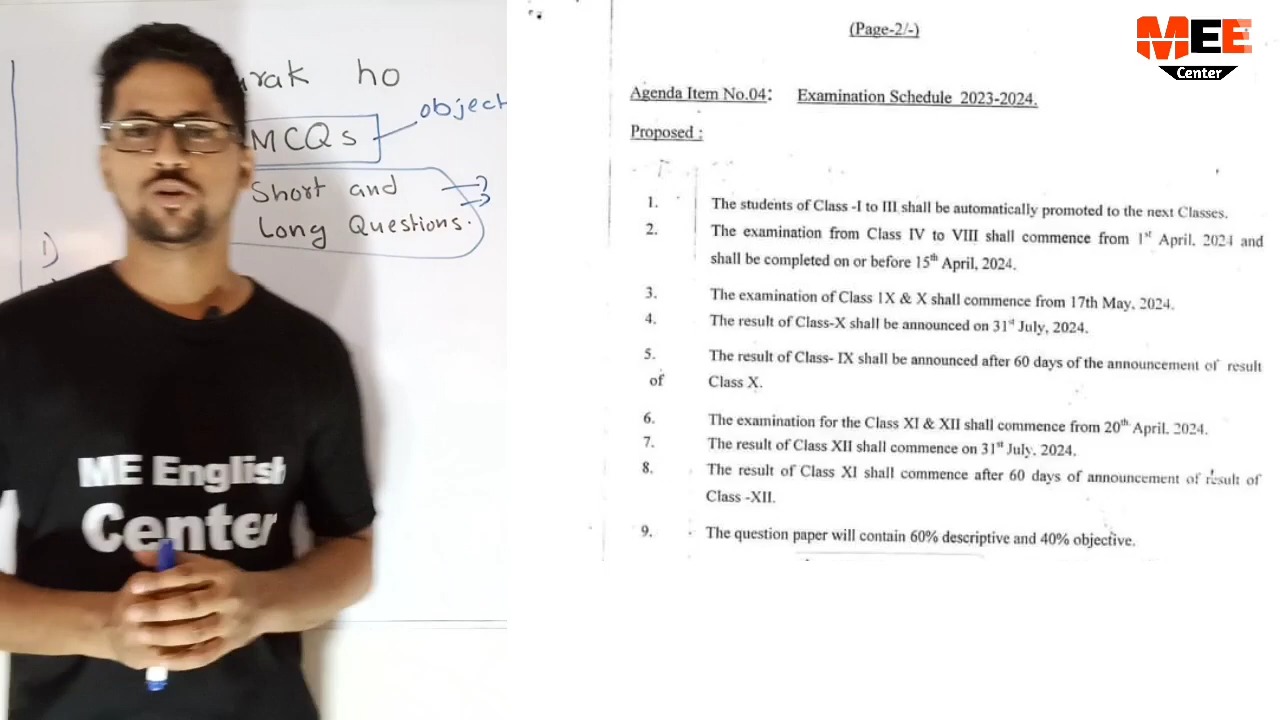 urak ho
object
MCQs
Short and
Long Questions.
1)
ME English
Center
MEE
Center
(Page-2/-)
Agenda Item No.04: Examination Schedule 2023-2024.
Proposed :
1. The students of Class -I to III shall be automatically promoted to the next Classes.
2. The examination from Class IV to VIII shall commence from 1st April, 2024 and
shall be completed on or before 15th April, 2024.
3. The examination of Class IX & X shall commence from 17th May, 2024.
4. The result of Class-X shall be announced on 31st July, 2024.
5. The result of Class- IX shall be announced after 60 days of the announcement of result
of Class X.
6. The examination for the Class XI & XII shall commence from 20th April, 2024.
7. The result of Class XII shall commence on 31st July, 2024.
8. The result of Class XI shall commence after 60 days of announcement of result of
Class -XII.
9. The question paper will contain 60% descriptive and 40% objective.